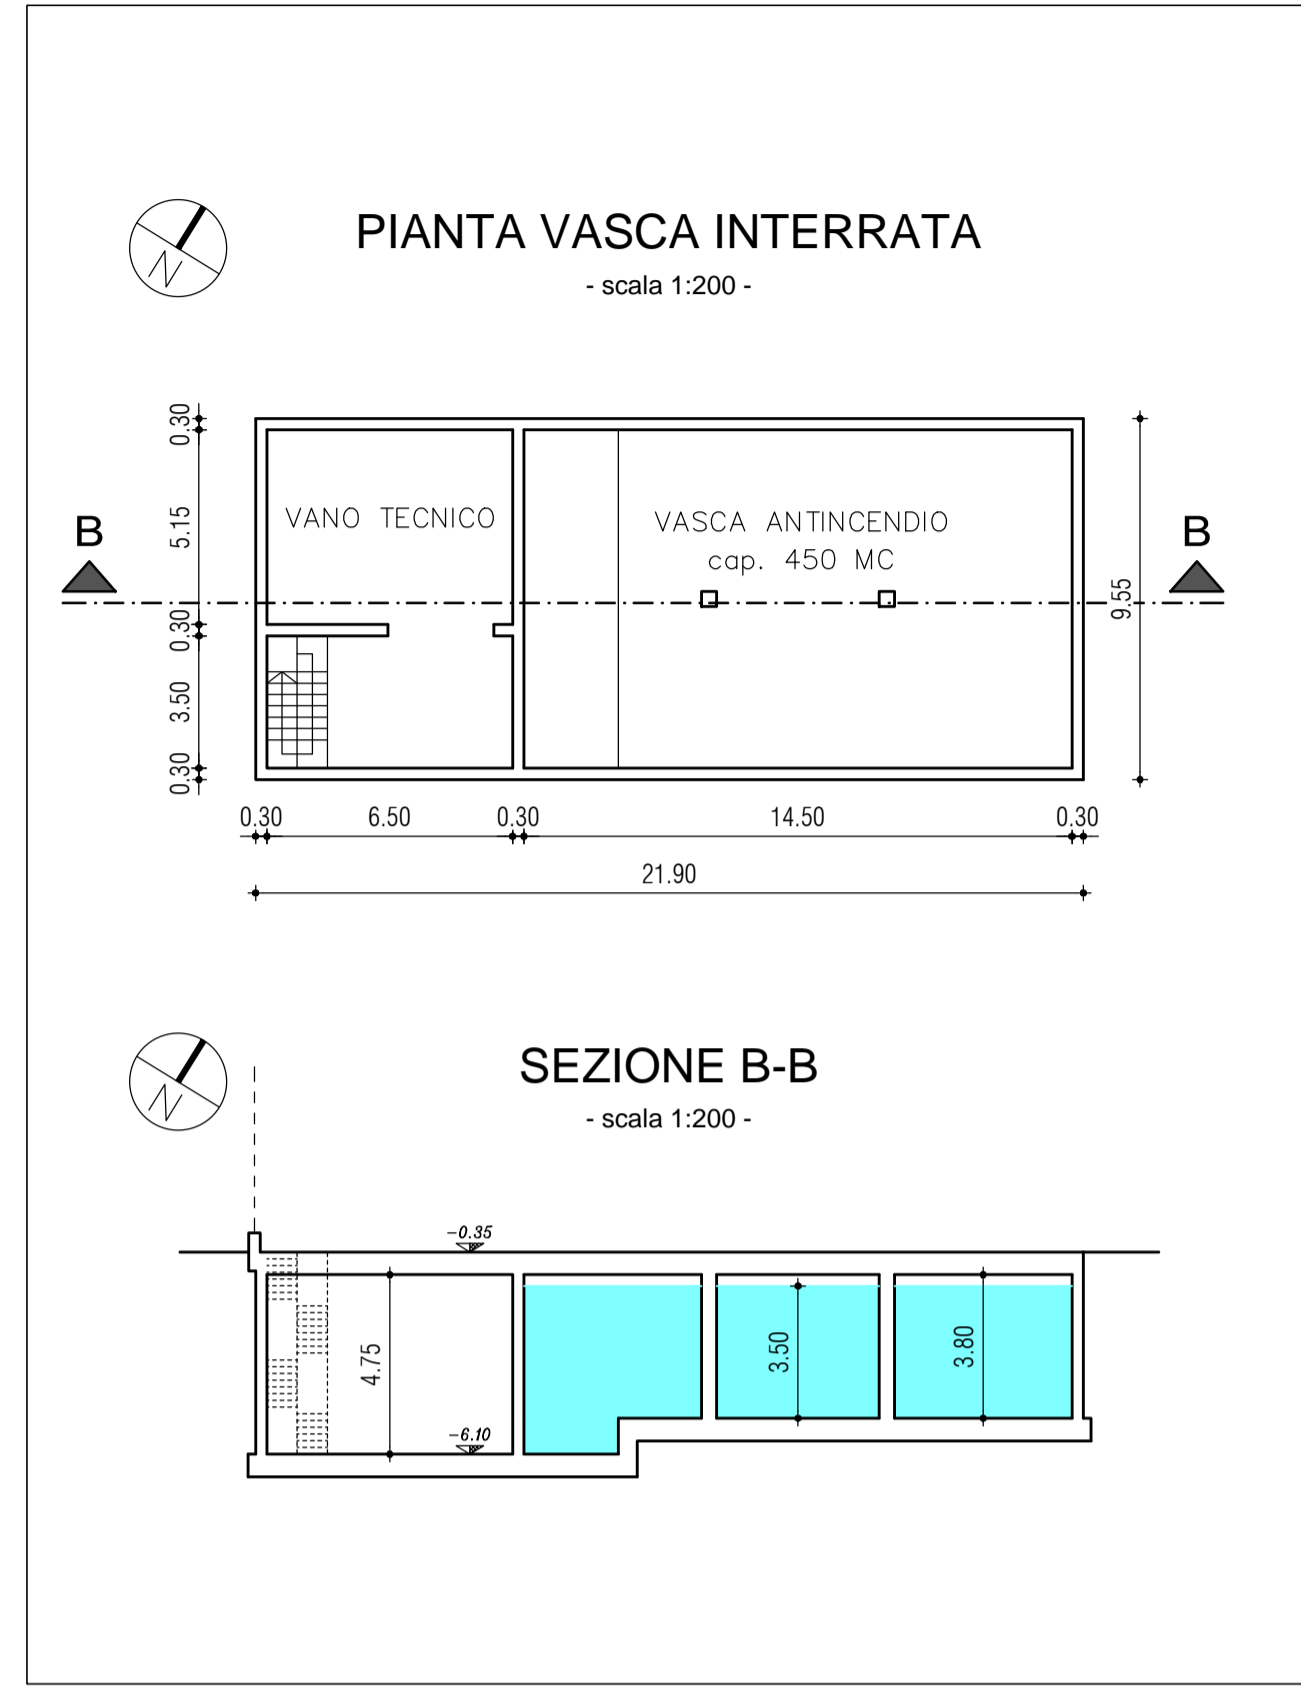 PIANTA VASCA INTERRATA
N
- scala 1:200 -
0.30
5.15
0.30
3.50
0.30
B
VANO TECNICO
VASCA ANTINCENDIO
cap. 450 MC
B
9.55
0.30
6.50
0.30
14.50
0.30
21.90
SEZIONE B-B
N
- scala 1:200 -
-0.35
4.75
3.50
3.80
-6.10